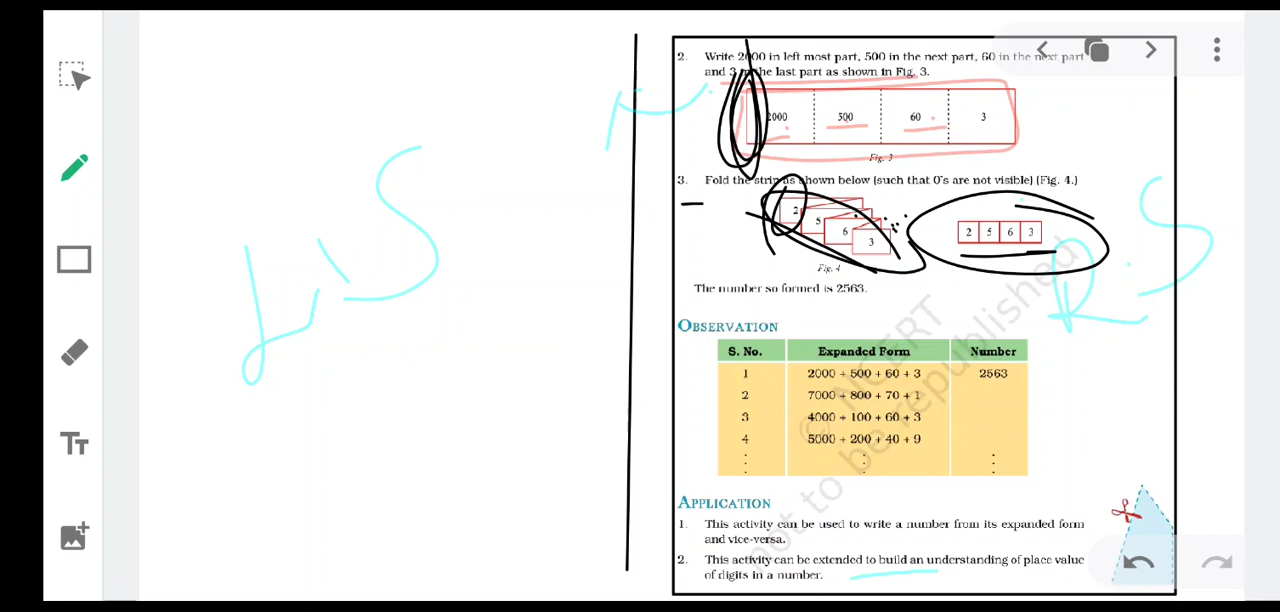 L.S
R.S
2. Write 2000 in left most part, 500 in the next part, 60 in the next part
and 3 in the last part as shown in Fig. 3.
2000 500 60 3
Fig. 3
3. Fold the strip as shown below (such that 0's are not visible) (Fig. 4.)
2 5 6 3
2 5 6 3
Fig. 4
The number so formed is 2563.
OBSERVATION
S. No. Expanded Form Number
1 2000 + 500 + 60 + 3 2563
2 7000 + 800 + 70 + 1
3 4000 + 100 + 60 + 3
4 5000 + 200 + 40 + 9
© NCERT
not to be republished
APPLICATION
1. This activity can be used to write a number from its expanded form
and vice-versa.
2. This activity can be extended to build an understanding of place value
of digits in a number.
TT